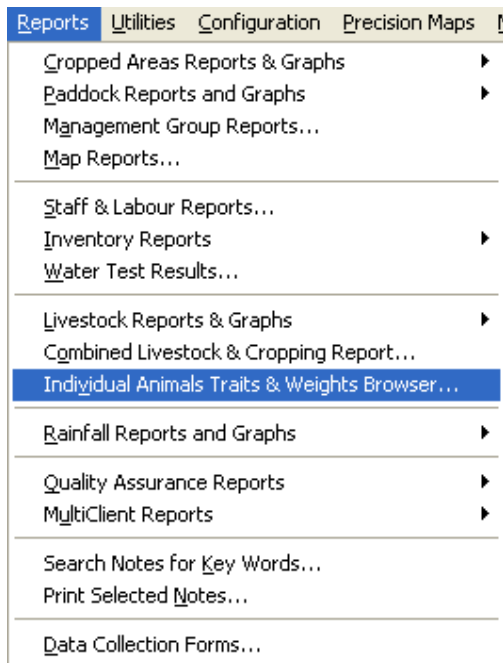 Reports Utilities Configuration Precision Maps
Cropped Areas Reports & Graphs
Paddock Reports and Graphs
Management Group Reports...
Map Reports...
Staff & Labour Reports...
Inventory Reports
Water Test Results...
Livestock Reports & Graphs
Combined Livestock & Cropping Report...
Individual Animals Traits & Weights Browser...
Rainfall Reports and Graphs
Quality Assurance Reports
MultiClient Reports
Search Notes for Key Words...
Print Selected Notes...
Data Collection Forms...